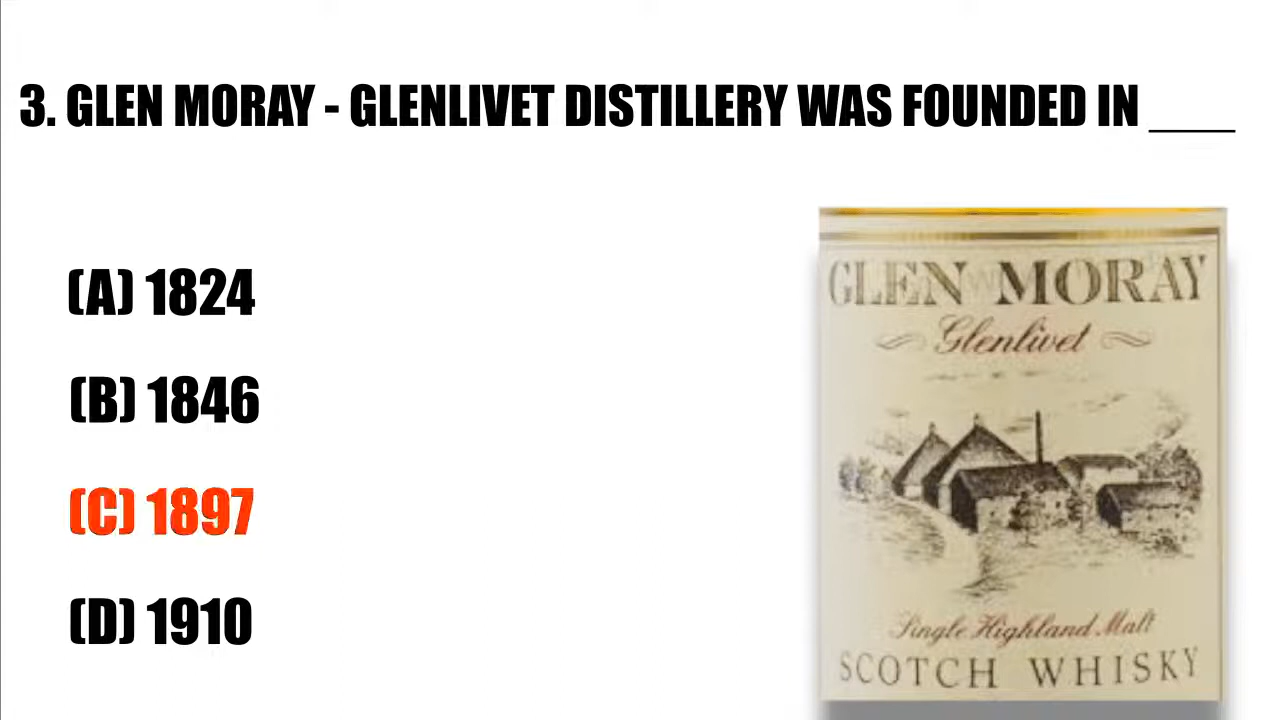 3. GLEN MORAY - GLENLIVET DISTILLERY WAS FOUNDED IN ____
(A) 1824
(B) 1846
(C) 1897
(D) 1910
GLEN MORAY
Glenlivet
Single Highland Malt
SCOTCH WHISKY